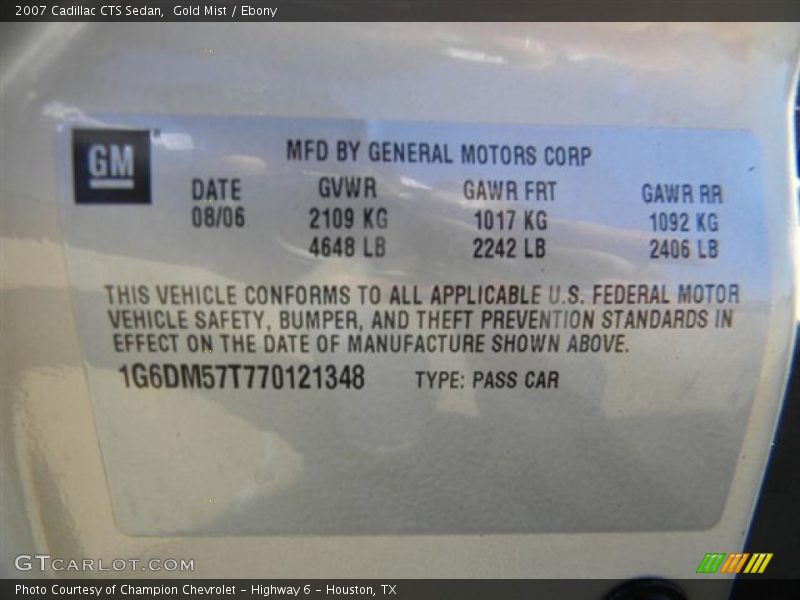 2007 Cadillac CTS Sedan,  Gold Mist / Ebony
GM
MFD BY GENERAL MOTORS CORP
DATE GVWR GAWR FRT GAWR RR
08/06 2109 KG 1017 KG 1092 KG
4648 LB 2242 LB 2406 LB
THIS VEHICLE CONFORMS TO ALL APPLICABLE U.S. FEDERAL MOTOR
VEHICLE SAFETY, BUMPER, AND THEFT PREVENTION STANDARDS IN
EFFECT ON THE DATE OF MANUFACTURE SHOWN ABOVE.
1G6DM57T770121348 TYPE: PASS CAR
GTCARLOT.COM
Photo Courtesy of Champion Chevrolet - Highway 6 - Houston, TX